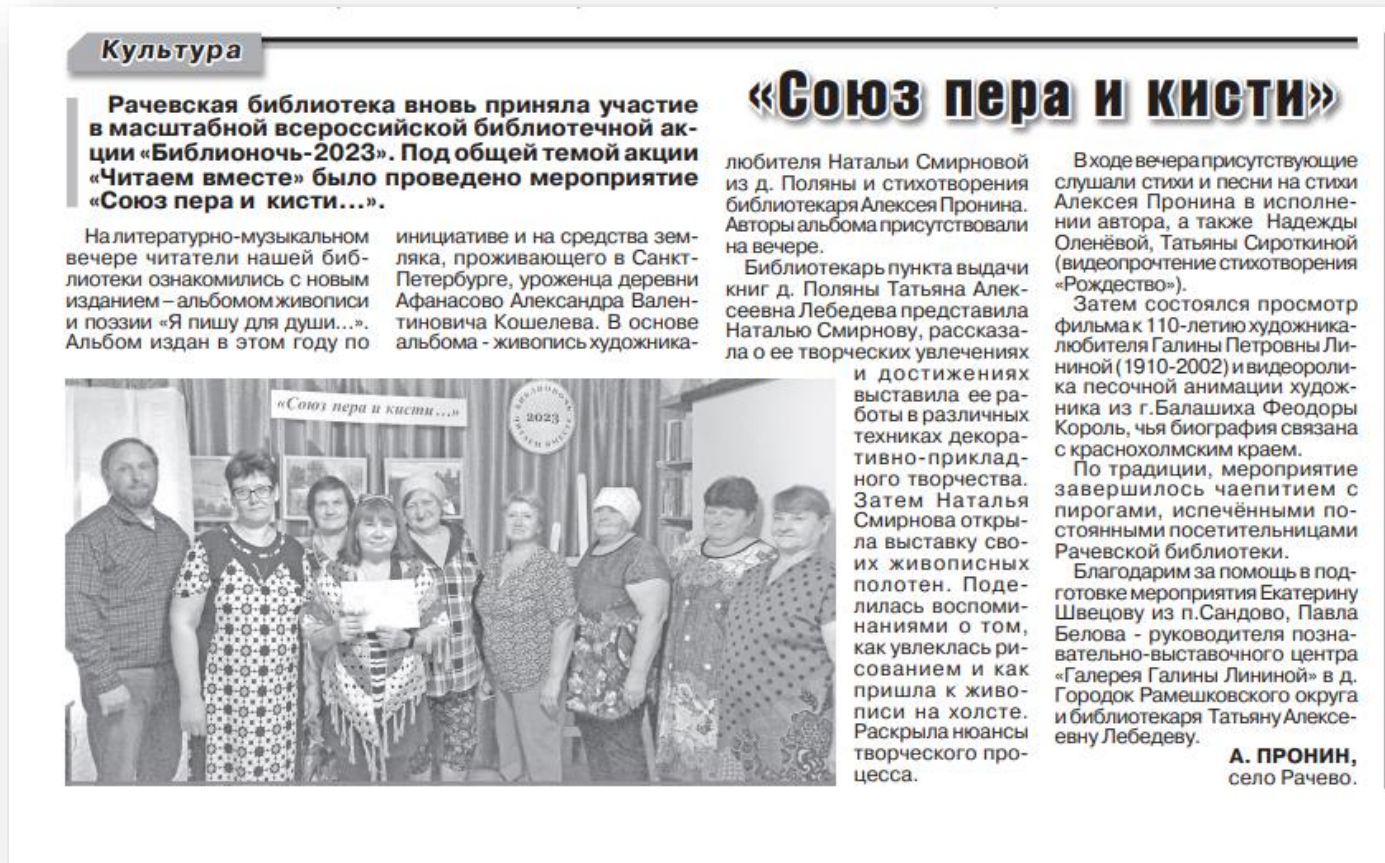 Культура
«Союз пера и кисти»
Рачевская библиотека вновь приняла участие
в масштабной всероссийской библиотечной ак-
ции «Библионочь-2023». Под общей темой акции
«Читаем вместе» было проведено мероприятие
«Союз пера и кисти...».
На литературно-музыкальном
вечере читатели нашей биб-
лиотеки ознакомились с новым
изданием – альбомом живописи
и поэзии «Я пишу для души...».
Альбом издан в этом году по
инициативе и на средства зем-
ляка, проживающего в Санкт-
Петербурге, уроженца деревни
Афанасово Александра Вален-
тиновича Кошелева. В основе
альбома - живопись художника-
любителя Натальи Смирновой
из д. Поляны и стихотворения
библиотекаря Алексея Пронина.
Авторы альбома присутствовали
на вечере.
Библиотекарь пункта выдачи
книг д. Поляны Татьяна Алек-
сеевна Лебедева представила
Наталью Смирнову, рассказа-
ла о ее творческих увлечениях
и достижениях
выставила ее ра-
боты в различных
техниках декора-
тивно-приклад-
ного творчества.
Затем Наталья
Смирнова откры-
ла выставку сво-
их живописных
полотен. Поде-
лилась воспоми-
наниями о том,
как увлеклась ри-
сованием и как
пришла к живо-
писи на холсте.
Раскрыла нюансы
творческого про-
цесса.
В ходе вечера присутствующие
слушали стихи и песни на стихи
Алексея Пронина в исполне-
нии автора, а также Надежды
Оленёвой, Татьяны Сироткиной
(видеопрочтение стихотворения
«Рождество»).
Затем состоялся просмотр
фильма к 110-летию художника-
любителя Галины Петровны Ли-
ниной (1910-2002) и видеороли-
ка песочной анимации худож-
ника из г.Балашиха Феодоры
Король, чья биография связана
с краснохолмским краем.
По традиции, мероприятие
завершилось чаепитием с
пирогами, испечёнными по-
стоянными посетительницами
Рачевской библиотеки.
Благодарим за помощь в под-
готовке мероприятия Екатерину
Швецову из п.Сандово, Павла
Белова - руководителя позна-
вательно-выставочного центра
«Галерея Галины Лининой» в д.
Городок Рамешковского округа
и библиотекаря Татьяну Алексе-
евну Лебедеву.
А. ПРОНИН,
село Рачево.
«Союз пера и кисти...»
БИБЛИОНОЧЬ
2023
ЧИТАЕМ ВМЕСТЕ